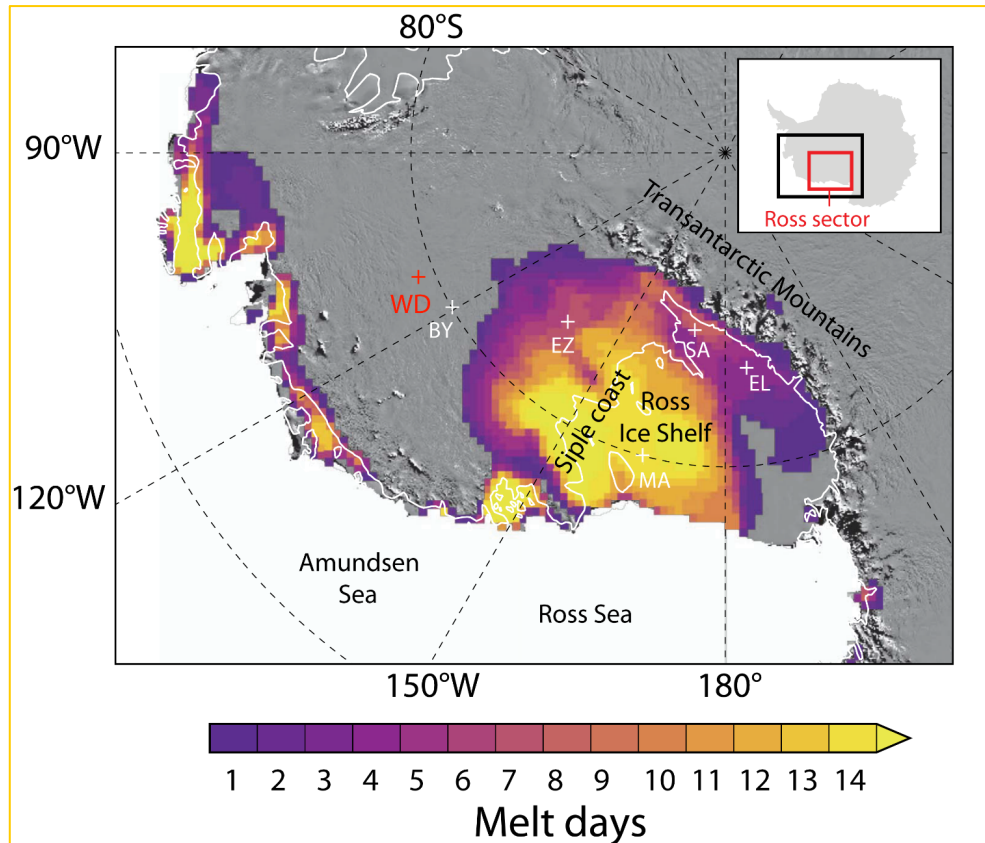 80°S
90°W
Ross sector
Transantarctic Mountains
WD
BY
EZ
SA
EL
Siple coast
Ross
Ice Shelf
MA
120°W
Amundsen
Sea
Ross Sea
150°W
180°
1 2 3 4 5 6 7 8 9 10 11 12 13 14
Melt days